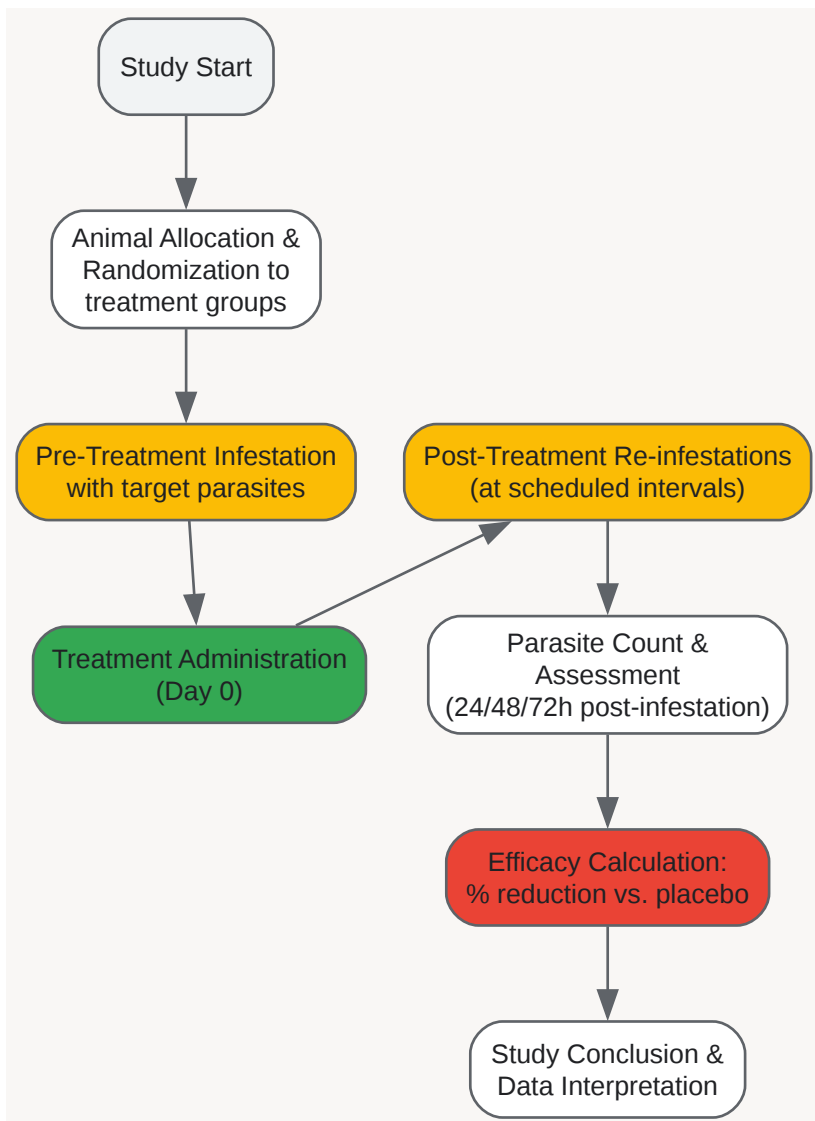 Study Start
Animal Allocation &
Randomization to
treatment groups
Pre-Treatment Infestation
with target parasites
Treatment Administration
(Day 0)
Post-Treatment Re-infestations
(at scheduled intervals)
Parasite Count &
Assessment
(24/48/72h post-infestation)
Efficacy Calculation:
% reduction vs. placebo
Study Conclusion &
Data Interpretation